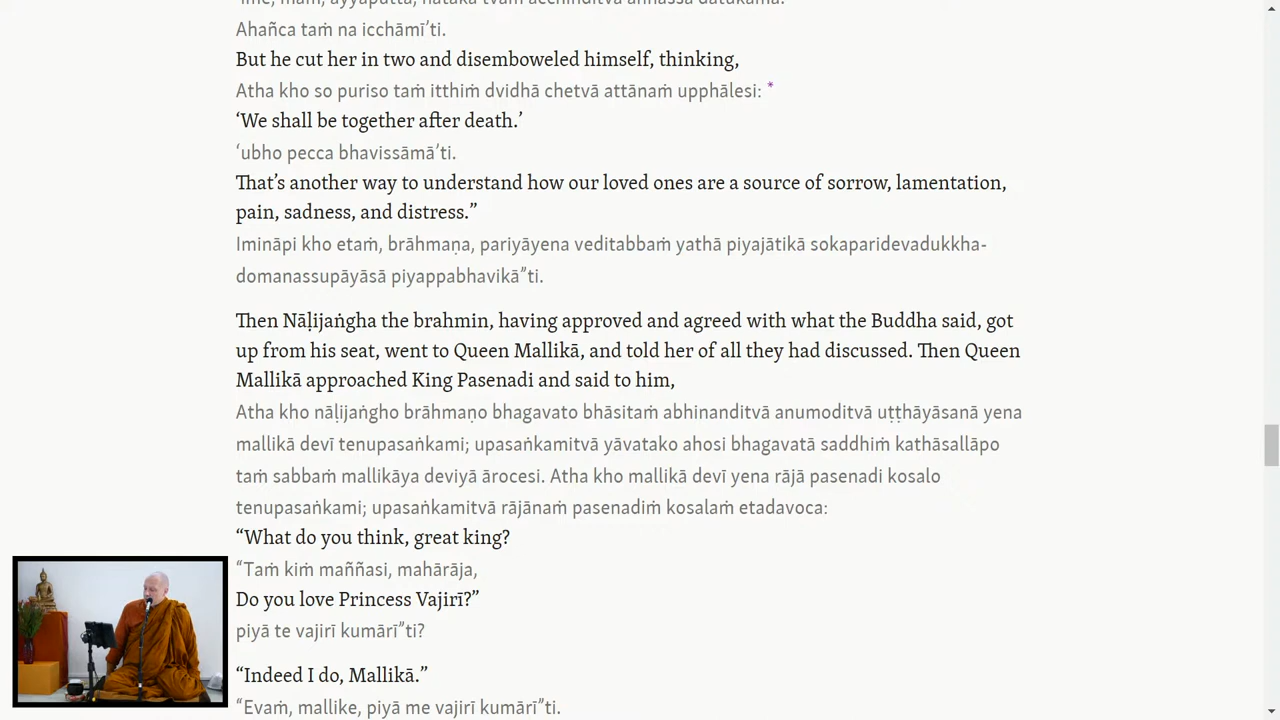 ‘ime, maṁ, ayyaputta, ñātakā tvaṁ acchinditvā aññassa dātukāmā.
Ahañca taṁ na icchāmī’ti.
But he cut her in two and disemboweled himself, thinking,
Atha kho so puriso taṁ itthiṁ dvidhā chetvā attānaṁ upphālesi: *
‘We shall be together after death.’
‘ubho pecca bhavissāmā’ti.
That’s another way to understand how our loved ones are a source of sorrow, lamentation,
pain, sadness, and distress.”
Imināpi kho etaṁ, brāhmaṇa, pariyāyena veditabbaṁ yathā piyajātikā sokaparidevadukkha-
domanassupāyāsā piyappabhavikā”ti.
Then Nāḷijaṅgha the brahmin, having approved and agreed with what the Buddha said, got
up from his seat, went to Queen Mallikā, and told her of all they had discussed. Then Queen
Mallikā approached King Pasenadi and said to him,
Atha kho nāḷijaṅgho brāhmaṇo bhagavato bhāsitaṁ abhinanditvā anumoditvā uṭṭhāyāsanā yena
mallikā devī tenupasaṅkami; upasaṅkamitvā yāvatako ahosi bhagavatā saddhiṁ kathāsallāpo
taṁ sabbaṁ mallikāya deviyā ārocesi. Atha kho mallikā devī yena rājā pasenadi kosalo
tenupasaṅkami; upasaṅkamitvā rājānaṁ pasenadiṁ kosalaṁ etadavoca:
“What do you think, great king?
“Taṁ kiṁ maññasi, mahārāja,
Do you love Princess Vajirī?”
piyā te vajirī kumārī”ti?
“Indeed I do, Mallikā.”
“Evaṁ, mallike, piyā me vajirī kumārī”ti.